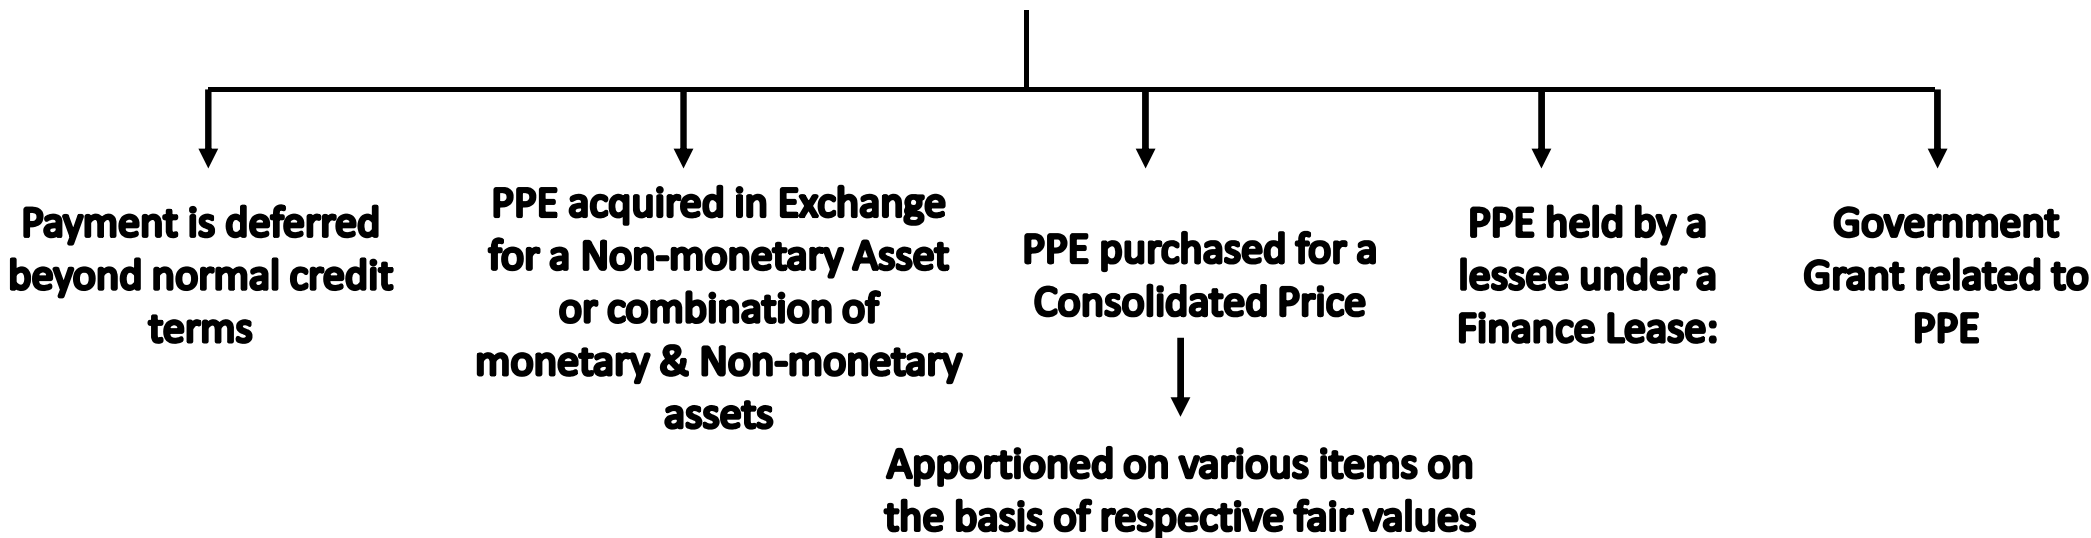 Payment is deferred
beyond normal credit
terms
PPE acquired in Exchange
for a Non-monetary Asset
or combination of
monetary & Non-monetary
assets
PPE purchased for a
Consolidated Price
Apportioned on various items on
the basis of respective fair values
PPE held by a
lessee under a
Finance Lease:
Government
Grant related to
PPE